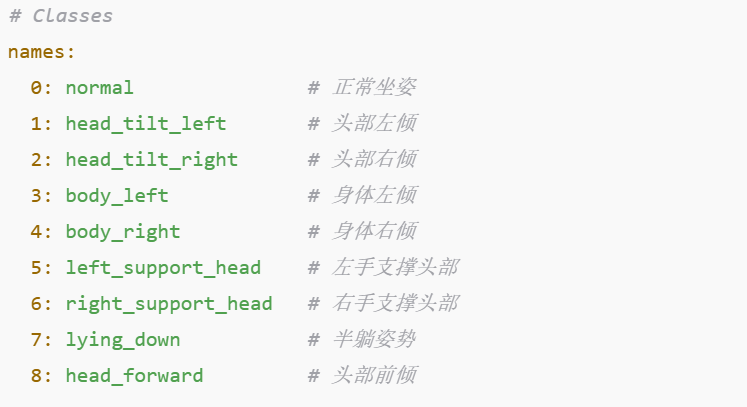 # Classes
names:
0: normal # 正常坐姿
1: head_tilt_left # 头部左倾
2: head_tilt_right # 头部右倾
3: body_left # 身体左倾
4: body_right # 身体右倾
5: left_support_head # 左手支撑头部
6: right_support_head # 右手支撑头部
7: lying_down # 半躺姿势
8: head_forward # 头部前倾